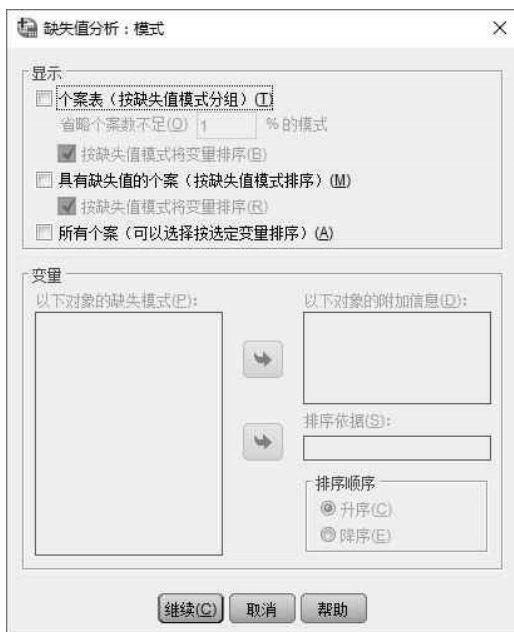 缺失值分析:模式
显示
个案表(按缺失值模式分组)(T)
省略个案数不足(O) 1 %的模式
按缺失值模式将变量排序(B)
具有缺失值的个案(按缺失值模式排序)(M)
按缺失值模式将变量排序(R)
所有个案(可以选择按选定变量排序)(A)
变量
以下对象的缺失模式(P):
以下对象的附加信息(D):
排序依据(S):
排序顺序
升序(C)
降序(E)
继续(C) 取消 帮助